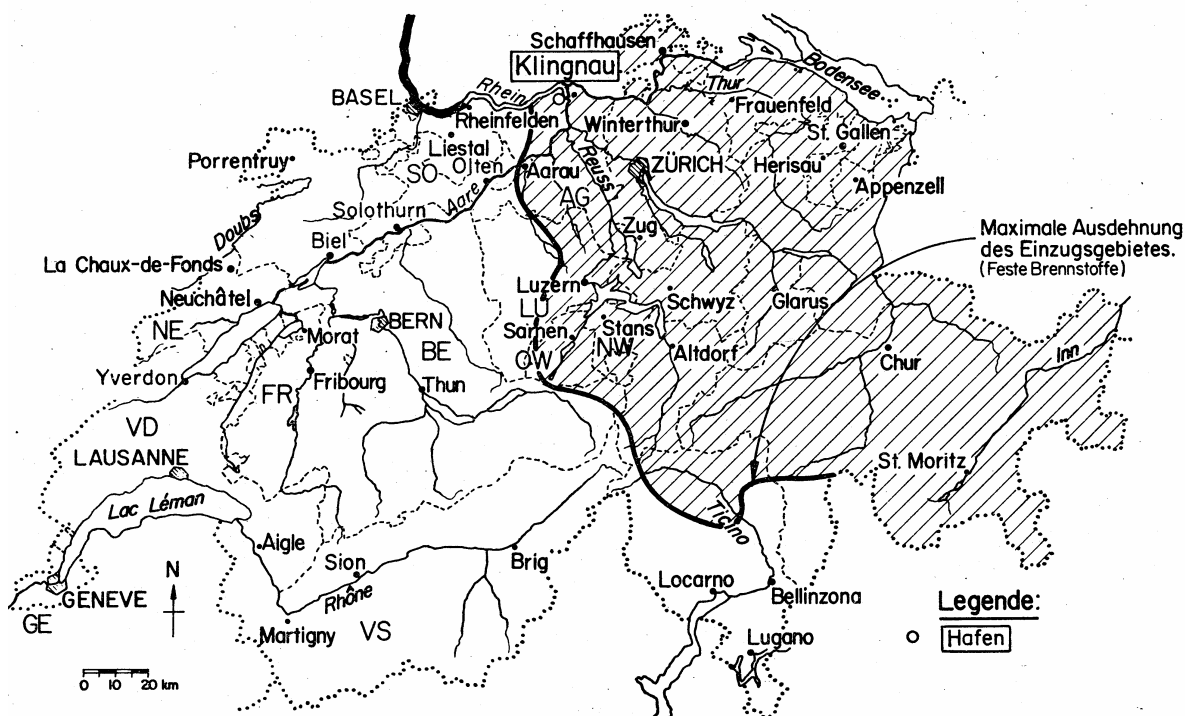 Schaffhausen
Klingnau
Bodensee
Thur
Rhein
BASEL
Frauenfeld
Rheinfelden
Winterthur
St. Gallen
Liestal
Porrentruy
SO
Olten
Aarau
Reuss
ZÜRICH
Herisau
Appenzell
Aare
AG
Solothurn
Doubs
Biel
Zug
Maximale Ausdehnung
des Einzugsgebietes.
(Feste Brennstoffe)
La Chaux-de-Fonds
Luzern
Neuchâtel
Schwyz
Glarus
LU
NE
BERN
Morat
Sarnen
Stans
NW
BE
Altdorf
OW
Chur
Inn
Yverdon
Fribourg
FR
Thun
VD
LAUSANNE
St. Moritz
Lac Léman
Ticino
Aigle
Sion
Brig
N
Rhône
GENEVE
GE
Martigny
VS
Locarno
Bellinzona
Lugano
Legende:
Hafen
0 10 20 km